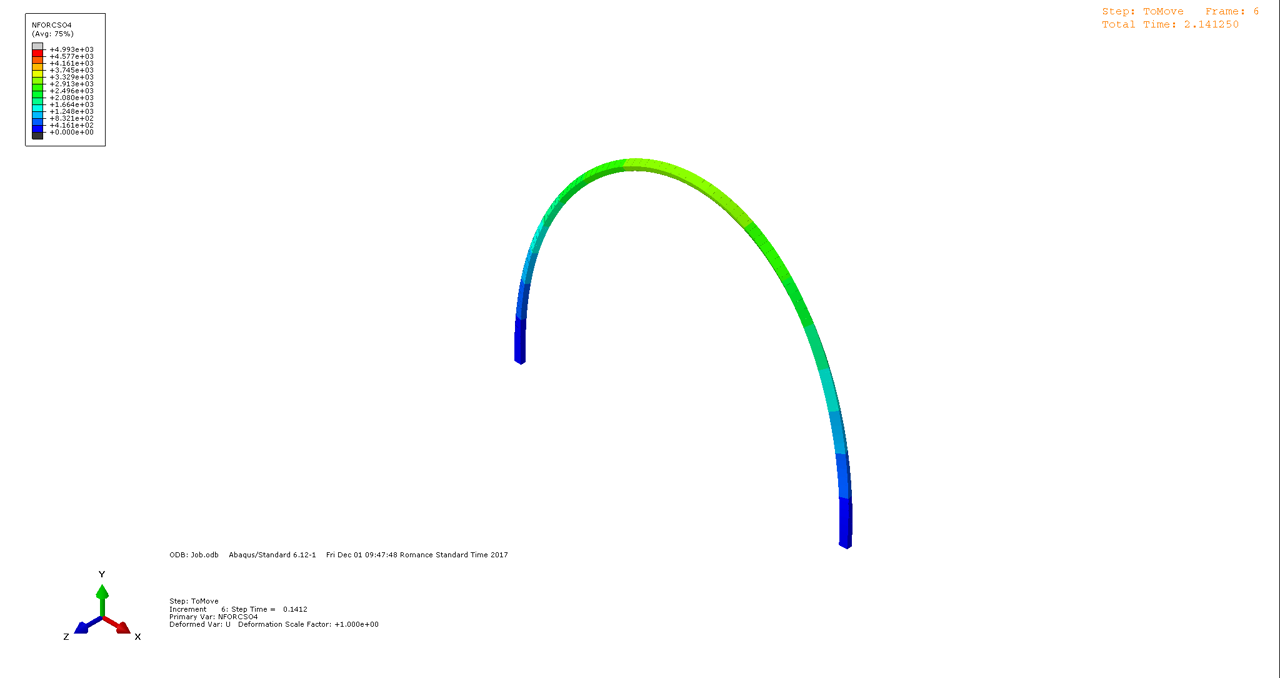 NFORCSO4
(Avg: 75%)
+4.993e+03
+4.577e+03
+4.161e+03
+3.745e+03
+3.329e+03
+2.913e+03
+2.496e+03
+2.080e+03
+1.664e+03
+1.248e+03
+8.321e+02
+4.161e+02
+0.000e+00
Step: ToMove Frame: 6
Total Time: 2.141250
ODB: Job.odb Abaqus/Standard 6.12-1 Fri Dec 01 09:47:48 Romance Standard Time 2017
Y
Z
X
Step: ToMove
Increment 6: Step Time = 0.1412
Primary Var: NFORCSO4
Deformed Var: U Deformation Scale Factor: +1.000e+00